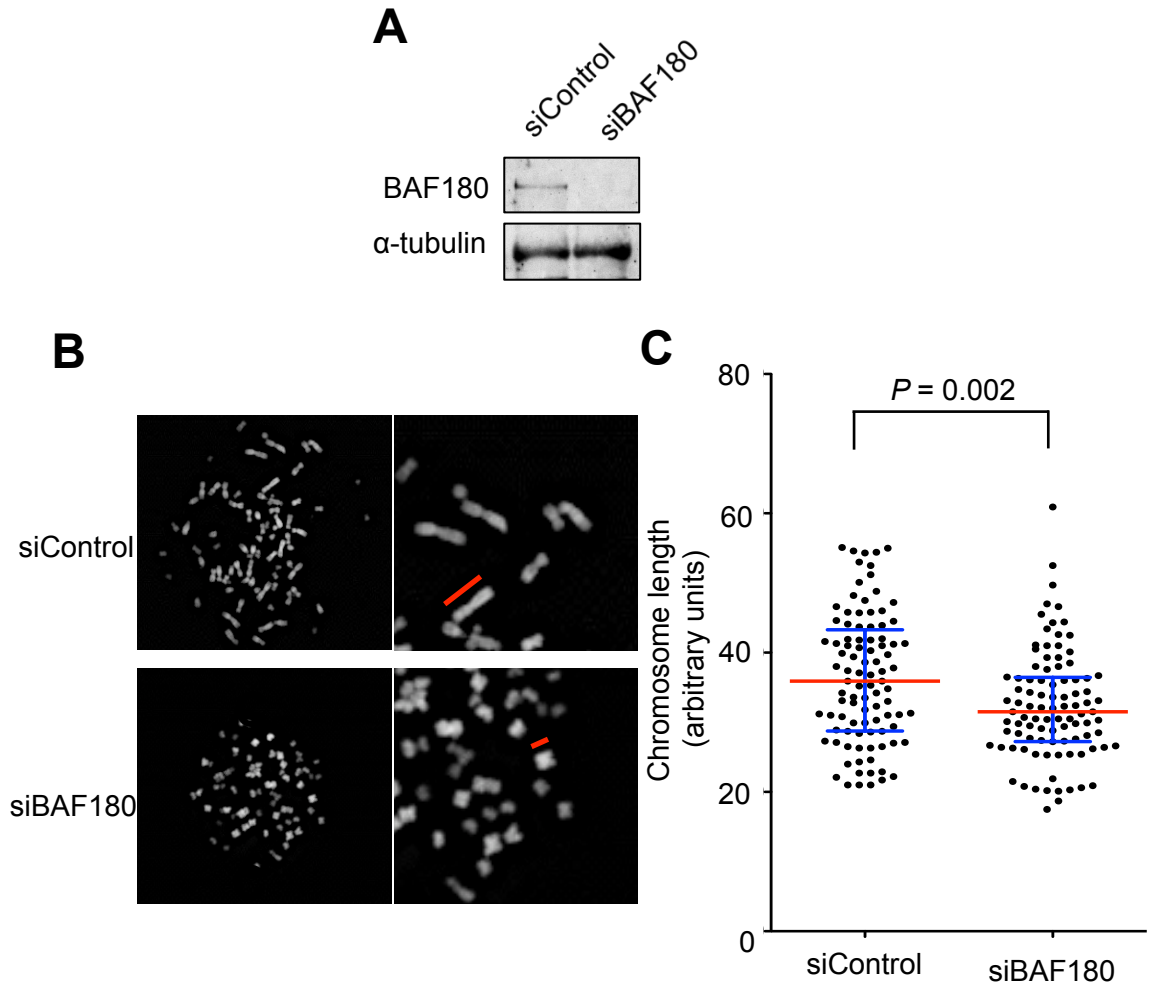 A
siControl
siBAF180
BAF180
α-tubulin
B
siControl
siBAF180
C
80
60
40
20
0
Chromosome length
(arbitrary units)
P = 0.002
siControl
siBAF180